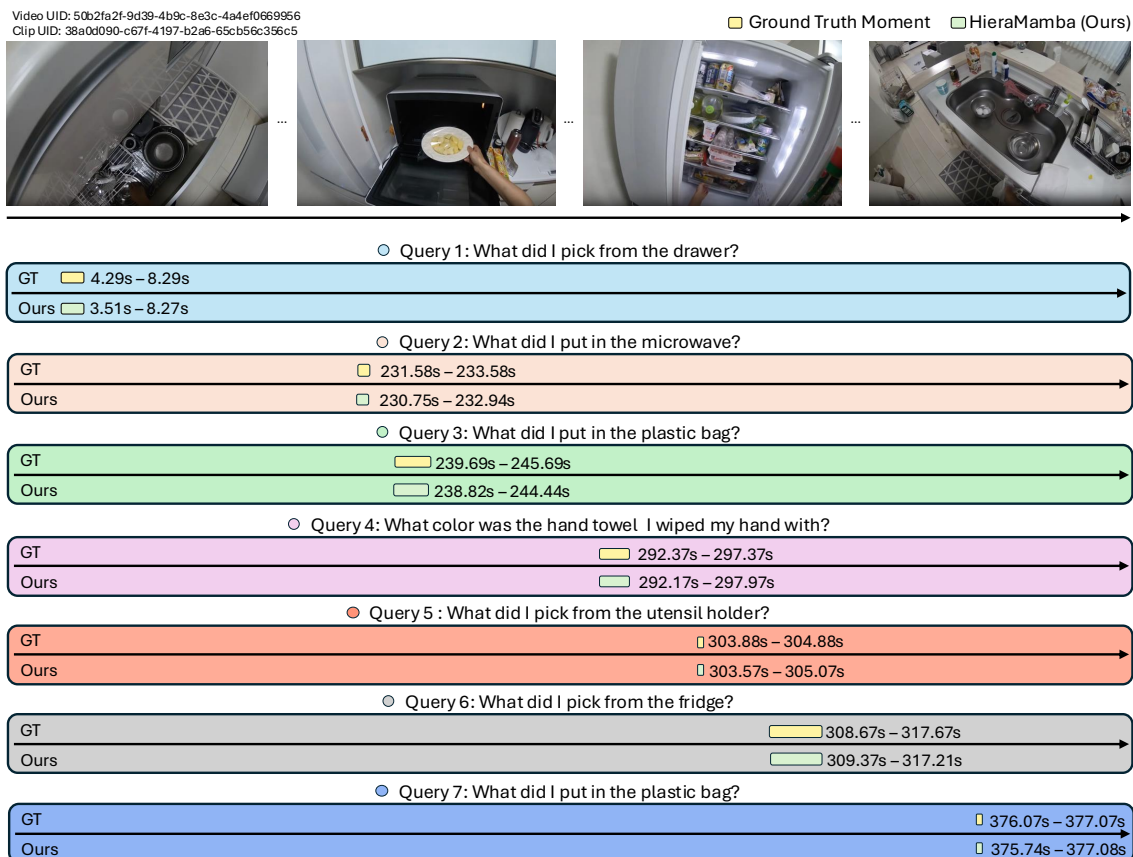 Video UID: 50b2fa2f-9d39-4b9c-8e3c-4a4ef0669956
Clip UID: 38a0d090-c67f-4197-b2a6-65cb56c356c5
Ground Truth Moment HieraMamba (Ours)
... ... ...
Query 1: What did I pick from the drawer?
GT 4.29s – 8.29s
Ours 3.51s – 8.27s
Query 2: What did I put in the microwave?
GT 231.58s – 233.58s
Ours 230.75s – 232.94s
Query 3: What did I put in the plastic bag?
GT 239.69s – 245.69s
Ours 238.82s – 244.44s
Query 4: What color was the hand towel I wiped my hand with?
GT 292.37s – 297.37s
Ours 292.17s – 297.97s
Query 5 : What did I pick from the utensil holder?
GT 303.88s – 304.88s
Ours 303.57s – 305.07s
Query 6: What did I pick from the fridge?
GT 308.67s – 317.67s
Ours 309.37s – 317.21s
Query 7: What did I put in the plastic bag?
GT 376.07s – 377.07s
Ours 375.74s – 377.08s